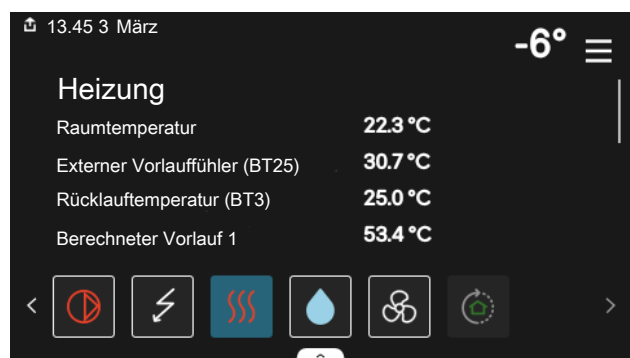 13.45 3 März
-6°
Heizung
Raumtemperatur 22.3 °C
Externer Vorlauffühler (BT25) 30.7 °C
Rücklauftemperatur (BT3) 25.0 °C
Berechneter Vorlauf 1 53.4 °C